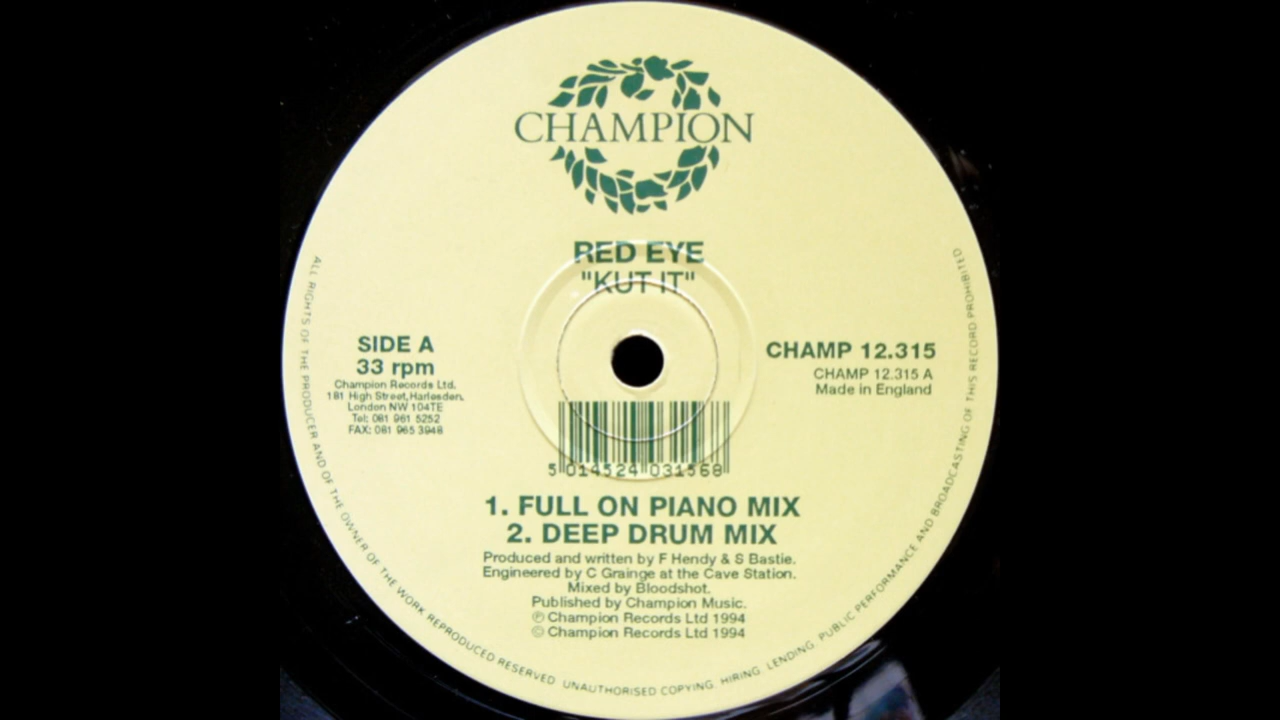 CHAMPION
RED EYE
"KUT IT"
SIDE A
33 rpm
Champion Records Ltd.
181 High Street, Harlesden,
London NW 104TE
Tel: 081 961 5252
FAX: 081 965 3948
CHAMP 12.315
CHAMP 12.315 A
Made in England
5 014524 031568
1. FULL ON PIANO MIX
2. DEEP DRUM MIX
Produced and written by F Hendy & S Bastie.
Engineered by C Grainge at the Cave Station.
Mixed by Bloodshot.
Published by Champion Music.
℗ Champion Records Ltd 1994
© Champion Records Ltd 1994
ALL RIGHTS OF THE PRODUCER AND OF THE OWNER OF THE WORK REPRODUCED RESERVED. UNAUTHORISED COPYING. HIRING. LENDING. PUBLIC PERFORMANCE AND BROADCASTING OF THIS RECORD PROHIBITED